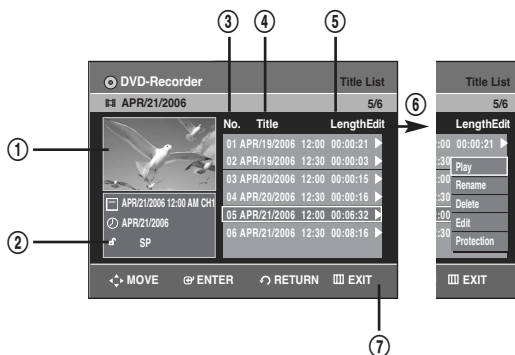 ③ ④ ⑤
DVD-Recorder Title List
APR/21/2006 5/6
No. Title LengthEdit
01 APR/19/2006 12:00 00:00:21
02 APR/19/2006 12:30 00:00:03
03 APR/20/2006 12:00 00:00:15
04 APR/20/2006 12:30 00:00:16
05 APR/21/2006 12:00 00:06:32
06 APR/21/2006 12:30 00:08:16
①
APR/21/2006 12:00 AM CH1
APR/21/2006
② SP
MOVE ENTER RETURN EXIT
⑦
⑥
Title List
5/6
LengthEdit
:00 00:00:21
:30
Play
Rename
:00
Delete
:30
Edit
:00
Protection
:30
EXIT